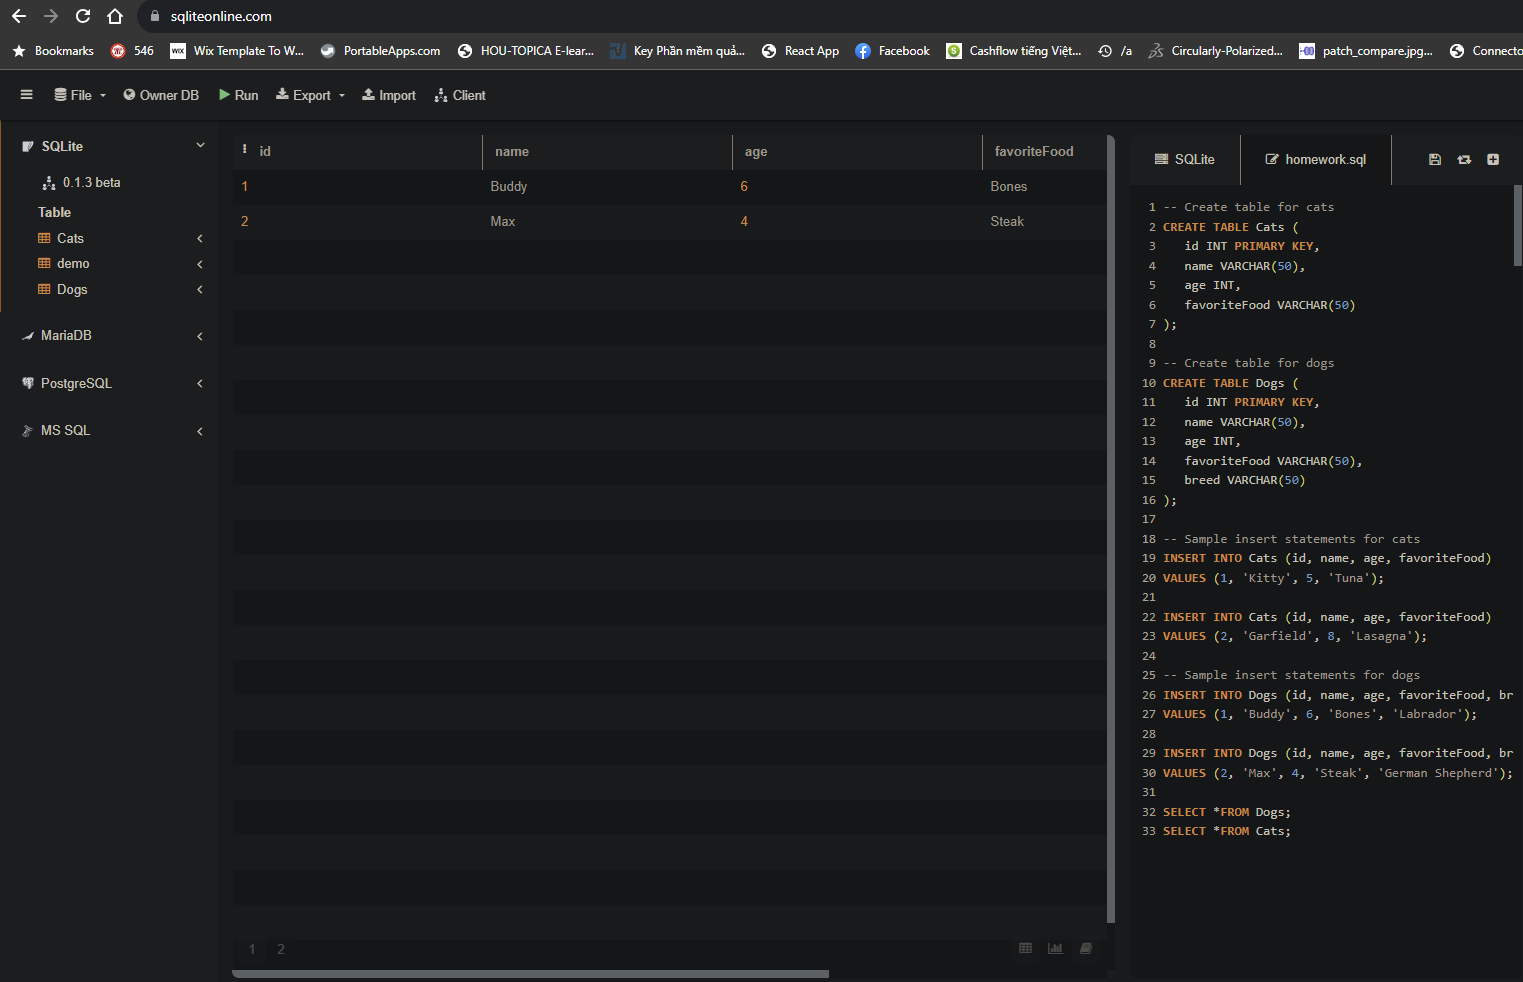 sqliteonline.com
Bookmarks 546 Wix Template To W... PortableApps.com HOU-TOPICA E-lear... Key Phần mềm quả... React App Facebook Cashflow tiếng Việt... /a Circularly-Polarized... patch_compare.jpg... Connecto
File Owner DB Run Export Import Client
SQLite
0.1.3 beta
Table
Cats
demo
Dogs
MariaDB
PostgreSQL
MS SQL
id name age favoriteFood
1 Buddy 6 Bones
2 Max 4 Steak
1 2
SQLite homework.sql
1 -- Create table for cats
2 CREATE TABLE Cats (
3 id INT PRIMARY KEY,
4 name VARCHAR(50),
5 age INT,
6 favoriteFood VARCHAR(50)
7 );
8
9 -- Create table for dogs
10 CREATE TABLE Dogs (
11 id INT PRIMARY KEY,
12 name VARCHAR(50),
13 age INT,
14 favoriteFood VARCHAR(50),
15 breed VARCHAR(50)
16 );
17
18 -- Sample insert statements for cats
19 INSERT INTO Cats (id, name, age, favoriteFood)
20 VALUES (1, 'Kitty', 5, 'Tuna');
21
22 INSERT INTO Cats (id, name, age, favoriteFood)
23 VALUES (2, 'Garfield', 8, 'Lasagna');
24
25 -- Sample insert statements for dogs
26 INSERT INTO Dogs (id, name, age, favoriteFood, br
27 VALUES (1, 'Buddy', 6, 'Bones', 'Labrador');
28
29 INSERT INTO Dogs (id, name, age, favoriteFood, br
30 VALUES (2, 'Max', 4, 'Steak', 'German Shepherd');
31
32 SELECT *FROM Dogs;
33 SELECT *FROM Cats;